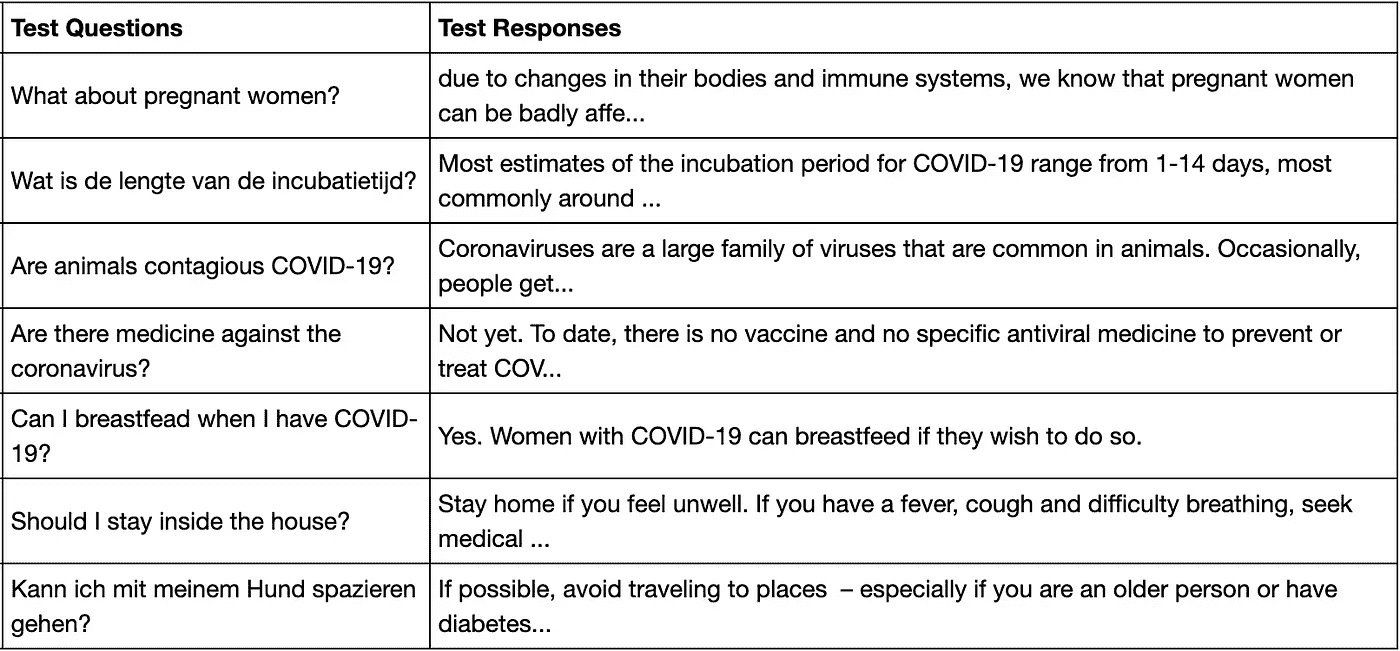 Test Questions
Test Responses
What about pregnant women?
due to changes in their bodies and immune systems, we know that pregnant women
can be badly affe...
Wat is de lengte van de incubatietijd?
Most estimates of the incubation period for COVID-19 range from 1-14 days, most
commonly around ...
Are animals contagious COVID-19?
Coronaviruses are a large family of viruses that are common in animals. Occasionally,
people get...
Are there medicine against the
coronavirus?
Not yet. To date, there is no vaccine and no specific antiviral medicine to prevent or
treat COV...
Can I breastfead when I have COVID-
19?
Yes. Women with COVID-19 can breastfeed if they wish to do so.
Should I stay inside the house?
Stay home if you feel unwell. If you have a fever, cough and difficulty breathing, seek
medical ...
Kann ich mit meinem Hund spazieren
gehen?
If possible, avoid traveling to places  – especially if you are an older person or have
diabetes...